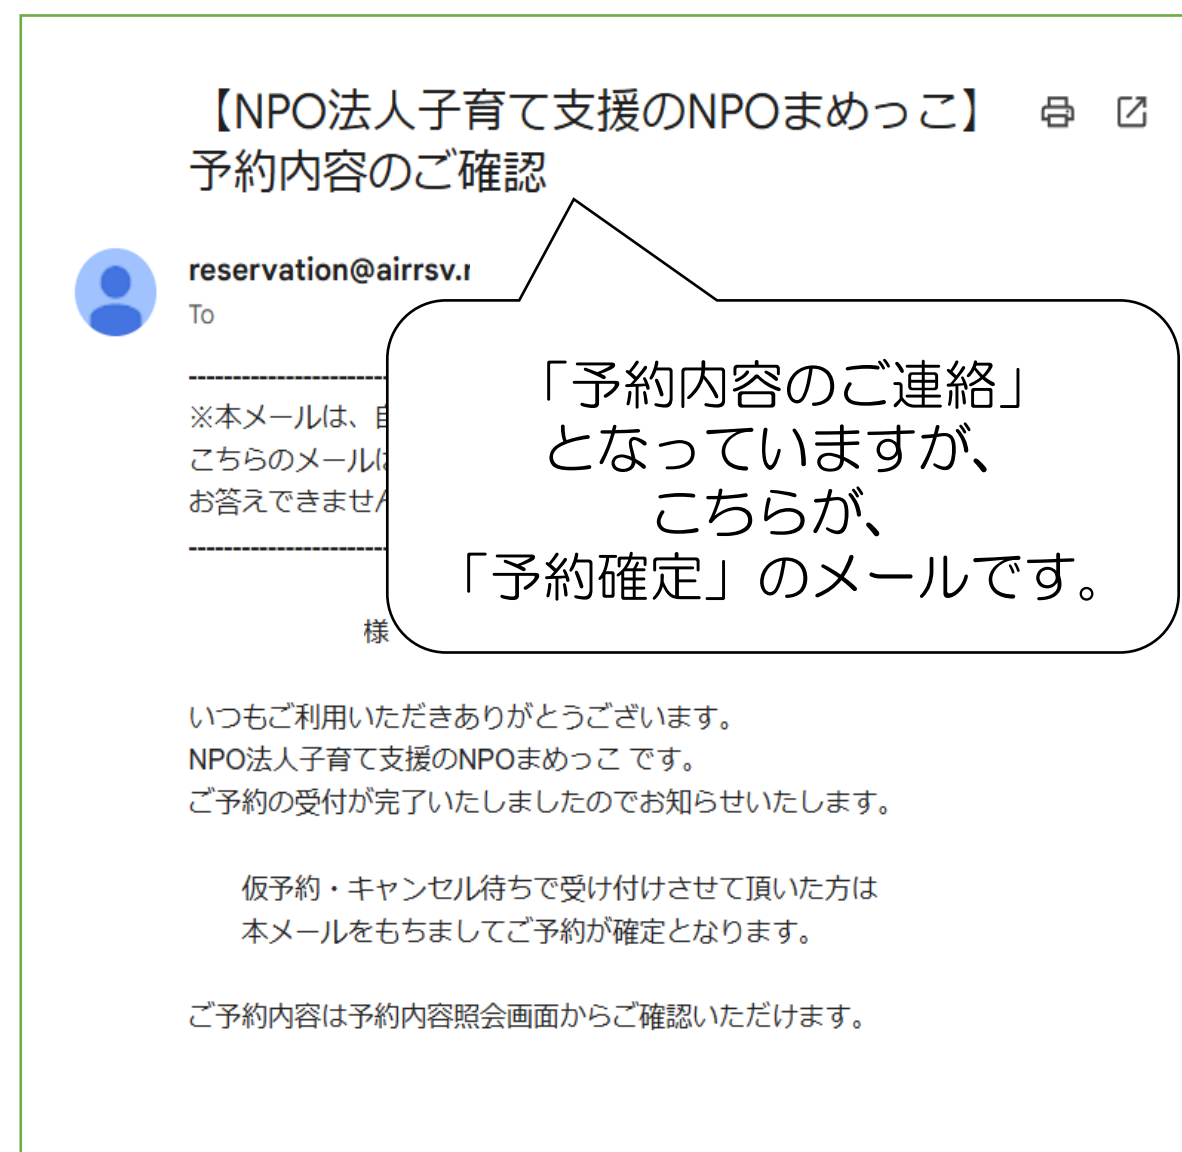 【NPO法人子育て支援のNPOまめっこ】
予約内容のご確認
reservation@airrsv.
To
※本メールは、
こちらのメールは
お答えできません
「予約内容のご連絡」
となっていますが、
こちらが、
「予約確定」のメールです。
様
いつもご利用いただきありがとうございます。
NPO法人子育て支援のNPOまめっこ です。
ご予約の受付が完了いたしましたのでお知らせいたします。
仮予約・キャンセル待ちで受け付けさせて頂いた方は
本メールをもちましてご予約が確定となります。
ご予約内容は予約内容照会画面からご確認いただけます。